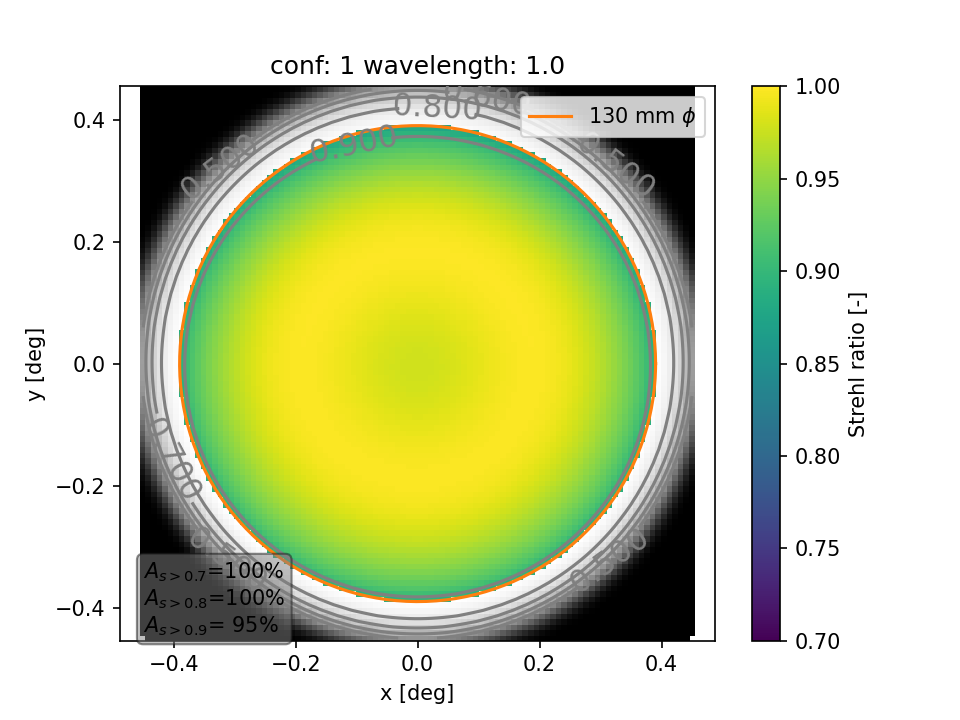 conf: 1 wavelength: 1.0
130 mm ϕ
0.800
0.900
0.500
0.500
0.700
A_{s>0.7}=100%
A_{s>0.8}=100%
A_{s>0.9}= 95%
0.4
0.2
0.0
−0.2
−0.4
y [deg]
−0.4 −0.2 0.0 0.2 0.4
x [deg]
1.00
0.95
0.90
0.85
0.80
0.75
0.70
Strehl ratio [-]